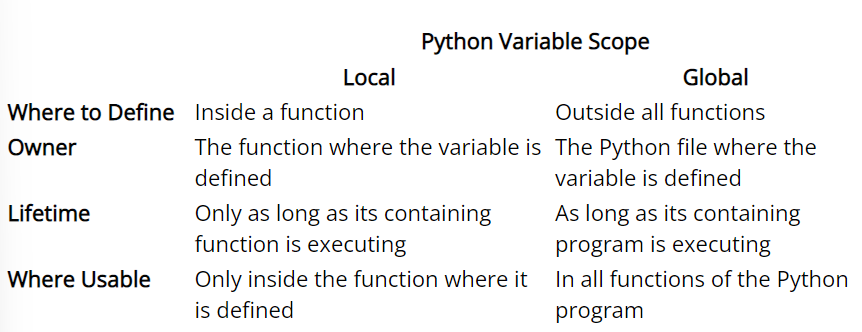 Python Variable Scope
Local Global
Where to Define Inside a function Outside all functions
Owner The function where the variable is The Python file where the
defined variable is defined
Lifetime Only as long as its containing As long as its containing
function is executing program is executing
Where Usable Only inside the function where it In all functions of the Python
is defined program